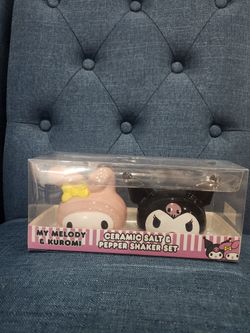 MY MELODY
& KUROMI
CERAMIC SALT &
PEPPER SHAKER SET